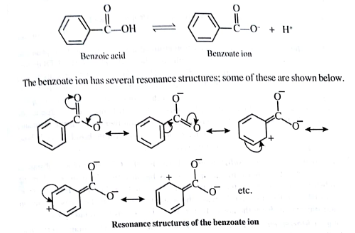 O
C—OH ⇌ C—O⁻ + H⁺
O
Benzoic acid Benzoate ion
The benzoate ion has several resonance structures; some of these are shown below.
O O⁻ O⁻
C O⁻ ↔ C O ↔ C O⁻ ↔
+
O⁻ O⁻
C O⁻ ↔ + C O⁻ etc.
+
Resonance structures of the benzoate ion